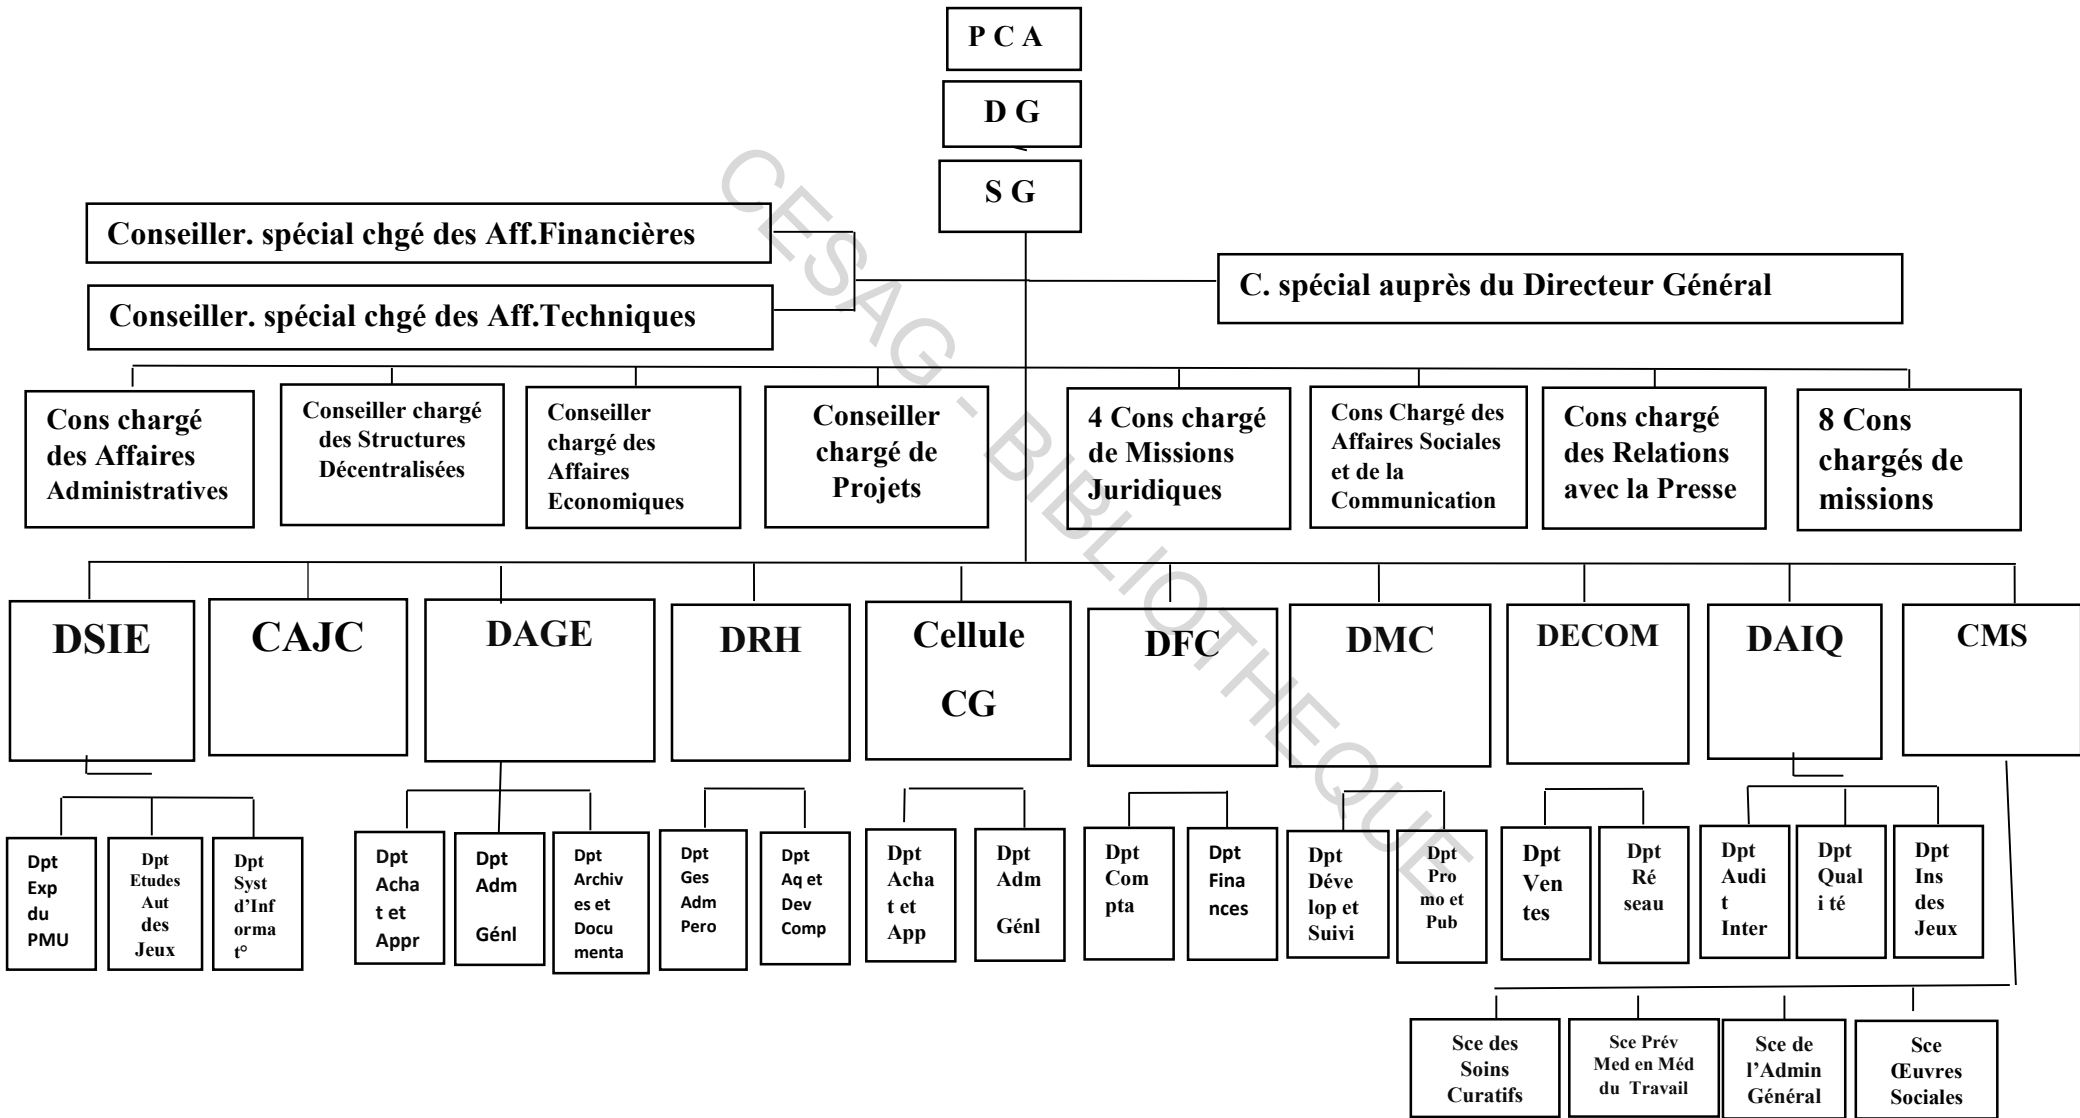 P C A
D G
S G
Conseiller. spécial chgé des Aff.Financières
C. spécial auprès du Directeur Général
Conseiller. spécial chgé des Aff.Techniques
Cons chargé
des Affaires
Administratives
Conseiller chargé
des Structures
Décentralisées
Conseiller
chargé des
Affaires
Economiques
Conseiller
chargé de
Projets
4 Cons chargé
de Missions
Juridiques
Cons Chargé des
Affaires Sociales
et de la
Communication
Cons chargé
des Relations
avec la Presse
8 Cons
chargés de
missions
DSIE
CAJC
DAGE
DRH
Cellule
CG
DFC
DMC
DECOM
DAIQ
CMS
Dpt
Exp
du
PMU
Dpt
Etudes
Aut
des
Jeux
Dpt
Syst
d'Inf
orma
t°
Dpt
Acha
t et
Appr
Dpt
Adm
Génl
Dpt
Archiv
es et
Docu
menta
Dpt
Ges
Adm
Pero
Dpt
Aq et
Dev
Comp
Dpt
Acha
t et
App
Dpt
Adm
Génl
Dpt
Com
pta
Dpt
Fina
nces
Dpt
Déve
lop et
Suivi
Dpt
Pro
mo et
Pub
Dpt
Ven
tes
Dpt
Ré
seau
Dpt
Audi
t
Inter
Dpt
Qual
i té
Dpt
Ins
des
Jeux
Sce des
Soins
Curatifs
Sce Prév
Med en Méd
du Travail
Sce de
l'Admin
Général
Sce
Œuvres
Sociales
CESAG - BIBLIOTHEQUE